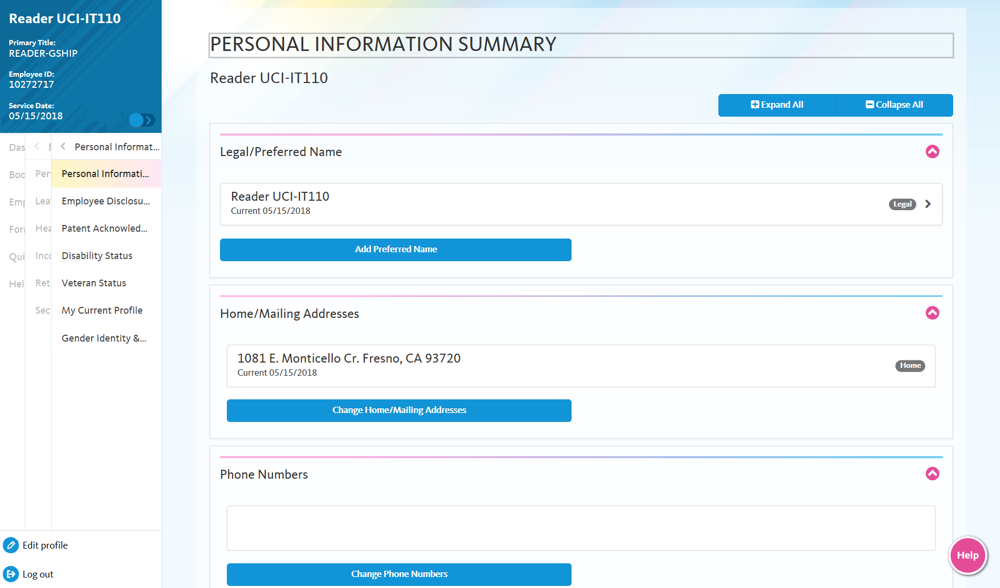 Reader UCI-IT110
Primary Title:
READER-GSHIP
Employee ID:
10272717
Service Date:
05/15/2018
Das
Boo
Emp
For
Qui
Hel
E
Pers
Lea
Hea
Inco
Ret
Sec
Personal Informat...
Personal Informati...
Employee Disclosu...
Patent Acknowled...
Disability Status
Veteran Status
My Current Profile
Gender Identity &...
Edit profile
Log out
PERSONAL INFORMATION SUMMARY
Reader UCI-IT110
Expand All
Collapse All
Legal/Preferred Name
Reader UCI-IT110
Current 05/15/2018
Legal
Add Preferred Name
Home/Mailing Addresses
1081 E. Monticello Cr. Fresno, CA 93720
Current 05/15/2018
Home
Change Home/Mailing Addresses
Phone Numbers
Change Phone Numbers
Help